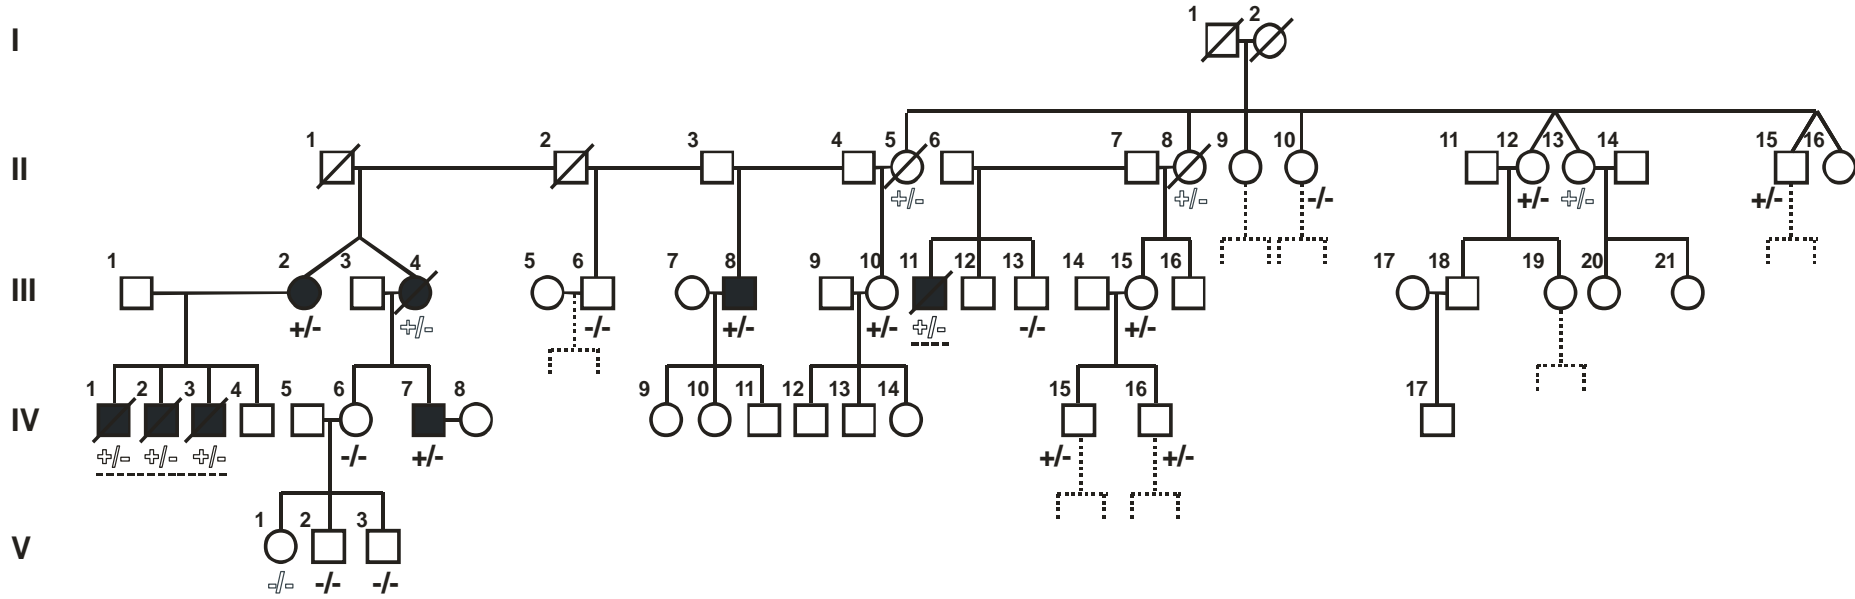 I 1 2
1 2 3 4 5 6 7 8 9 10 11 12 13 14 15 16
II
+/- +/- -/- +/- +/- +/-
1 2 3 4 5 6 7 8 9 10 11 12 13 14 15 16 17 18 19 20 21
III
+/- +/- -/- +/- +/- +/- -/- +/-
1 2 3 4 5 6 7 8 9 10 11 12 13 14 15 16 17
IV
+/- +/- +/- -/- +/- +/- +/-
1 2 3
V
-/- -/- -/-